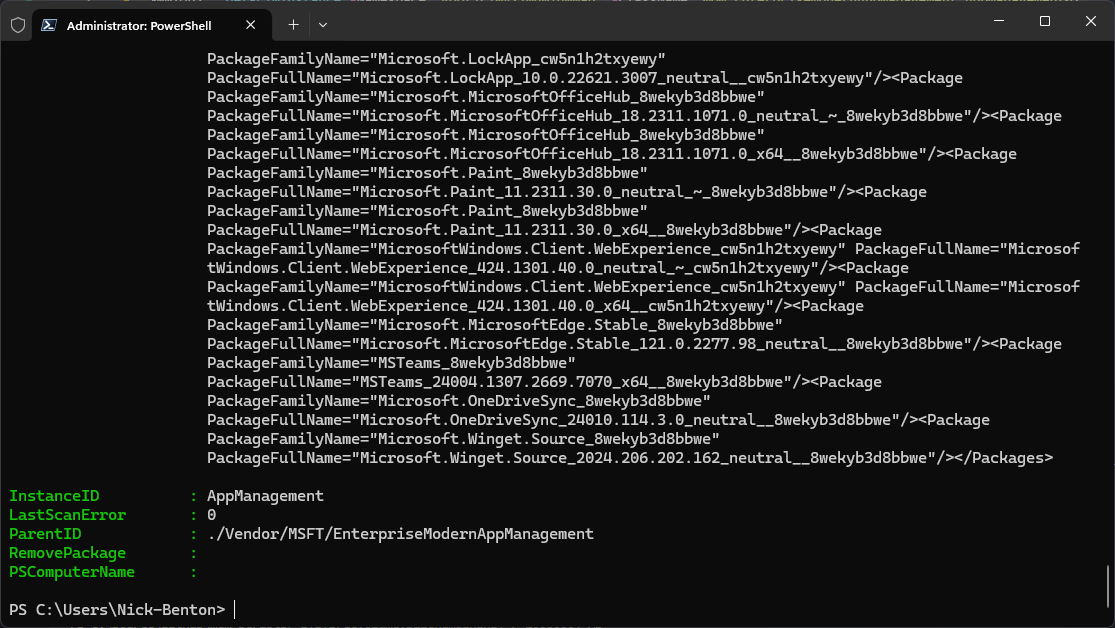 Administrator: PowerShell
PackageFamilyName="Microsoft.LockApp_cw5n1h2txyewy"
PackageFullName="Microsoft.LockApp_10.0.22621.3007_neutral__cw5n1h2txyewy"/><Package
PackageFamilyName="Microsoft.MicrosoftOfficeHub_8wekyb3d8bbwe"
PackageFullName="Microsoft.MicrosoftOfficeHub_18.2311.1071.0_neutral_~_8wekyb3d8bbwe"/><Package
PackageFamilyName="Microsoft.MicrosoftOfficeHub_8wekyb3d8bbwe"
PackageFullName="Microsoft.MicrosoftOfficeHub_18.2311.1071.0_x64__8wekyb3d8bbwe"/><Package
PackageFamilyName="Microsoft.Paint_8wekyb3d8bbwe"
PackageFullName="Microsoft.Paint_11.2311.30.0_neutral_~_8wekyb3d8bbwe"/><Package
PackageFamilyName="Microsoft.Paint_8wekyb3d8bbwe"
PackageFullName="Microsoft.Paint_11.2311.30.0_x64__8wekyb3d8bbwe"/><Package
PackageFamilyName="MicrosoftWindows.Client.WebExperience_cw5n1h2txyewy" PackageFullName="Microsof
tWindows.Client.WebExperience_424.1301.40.0_neutral_~_cw5n1h2txyewy"/><Package
PackageFamilyName="MicrosoftWindows.Client.WebExperience_cw5n1h2txyewy" PackageFullName="Microsof
tWindows.Client.WebExperience_424.1301.40.0_x64__cw5n1h2txyewy"/><Package
PackageFamilyName="Microsoft.MicrosoftEdge.Stable_8wekyb3d8bbwe"
PackageFullName="Microsoft.MicrosoftEdge.Stable_121.0.2277.98_neutral__8wekyb3d8bbwe"/><Package
PackageFamilyName="MSTeams_8wekyb3d8bbwe"
PackageFullName="MSTeams_24004.1307.2669.7070_x64__8wekyb3d8bbwe"/><Package
PackageFamilyName="Microsoft.OneDriveSync_8wekyb3d8bbwe"
PackageFullName="Microsoft.OneDriveSync_24010.114.3.0_neutral__8wekyb3d8bbwe"/><Package
PackageFamilyName="Microsoft.Winget.Source_8wekyb3d8bbwe"
PackageFullName="Microsoft.Winget.Source_2024.206.202.162_neutral__8wekyb3d8bbwe"/></Packages>
InstanceID : AppManagement
LastScanError : 0
ParentID : ./Vendor/MSFT/EnterpriseModernAppManagement
RemovePackage :
PSComputerName :
PS C:\Users\Nick-Benton>